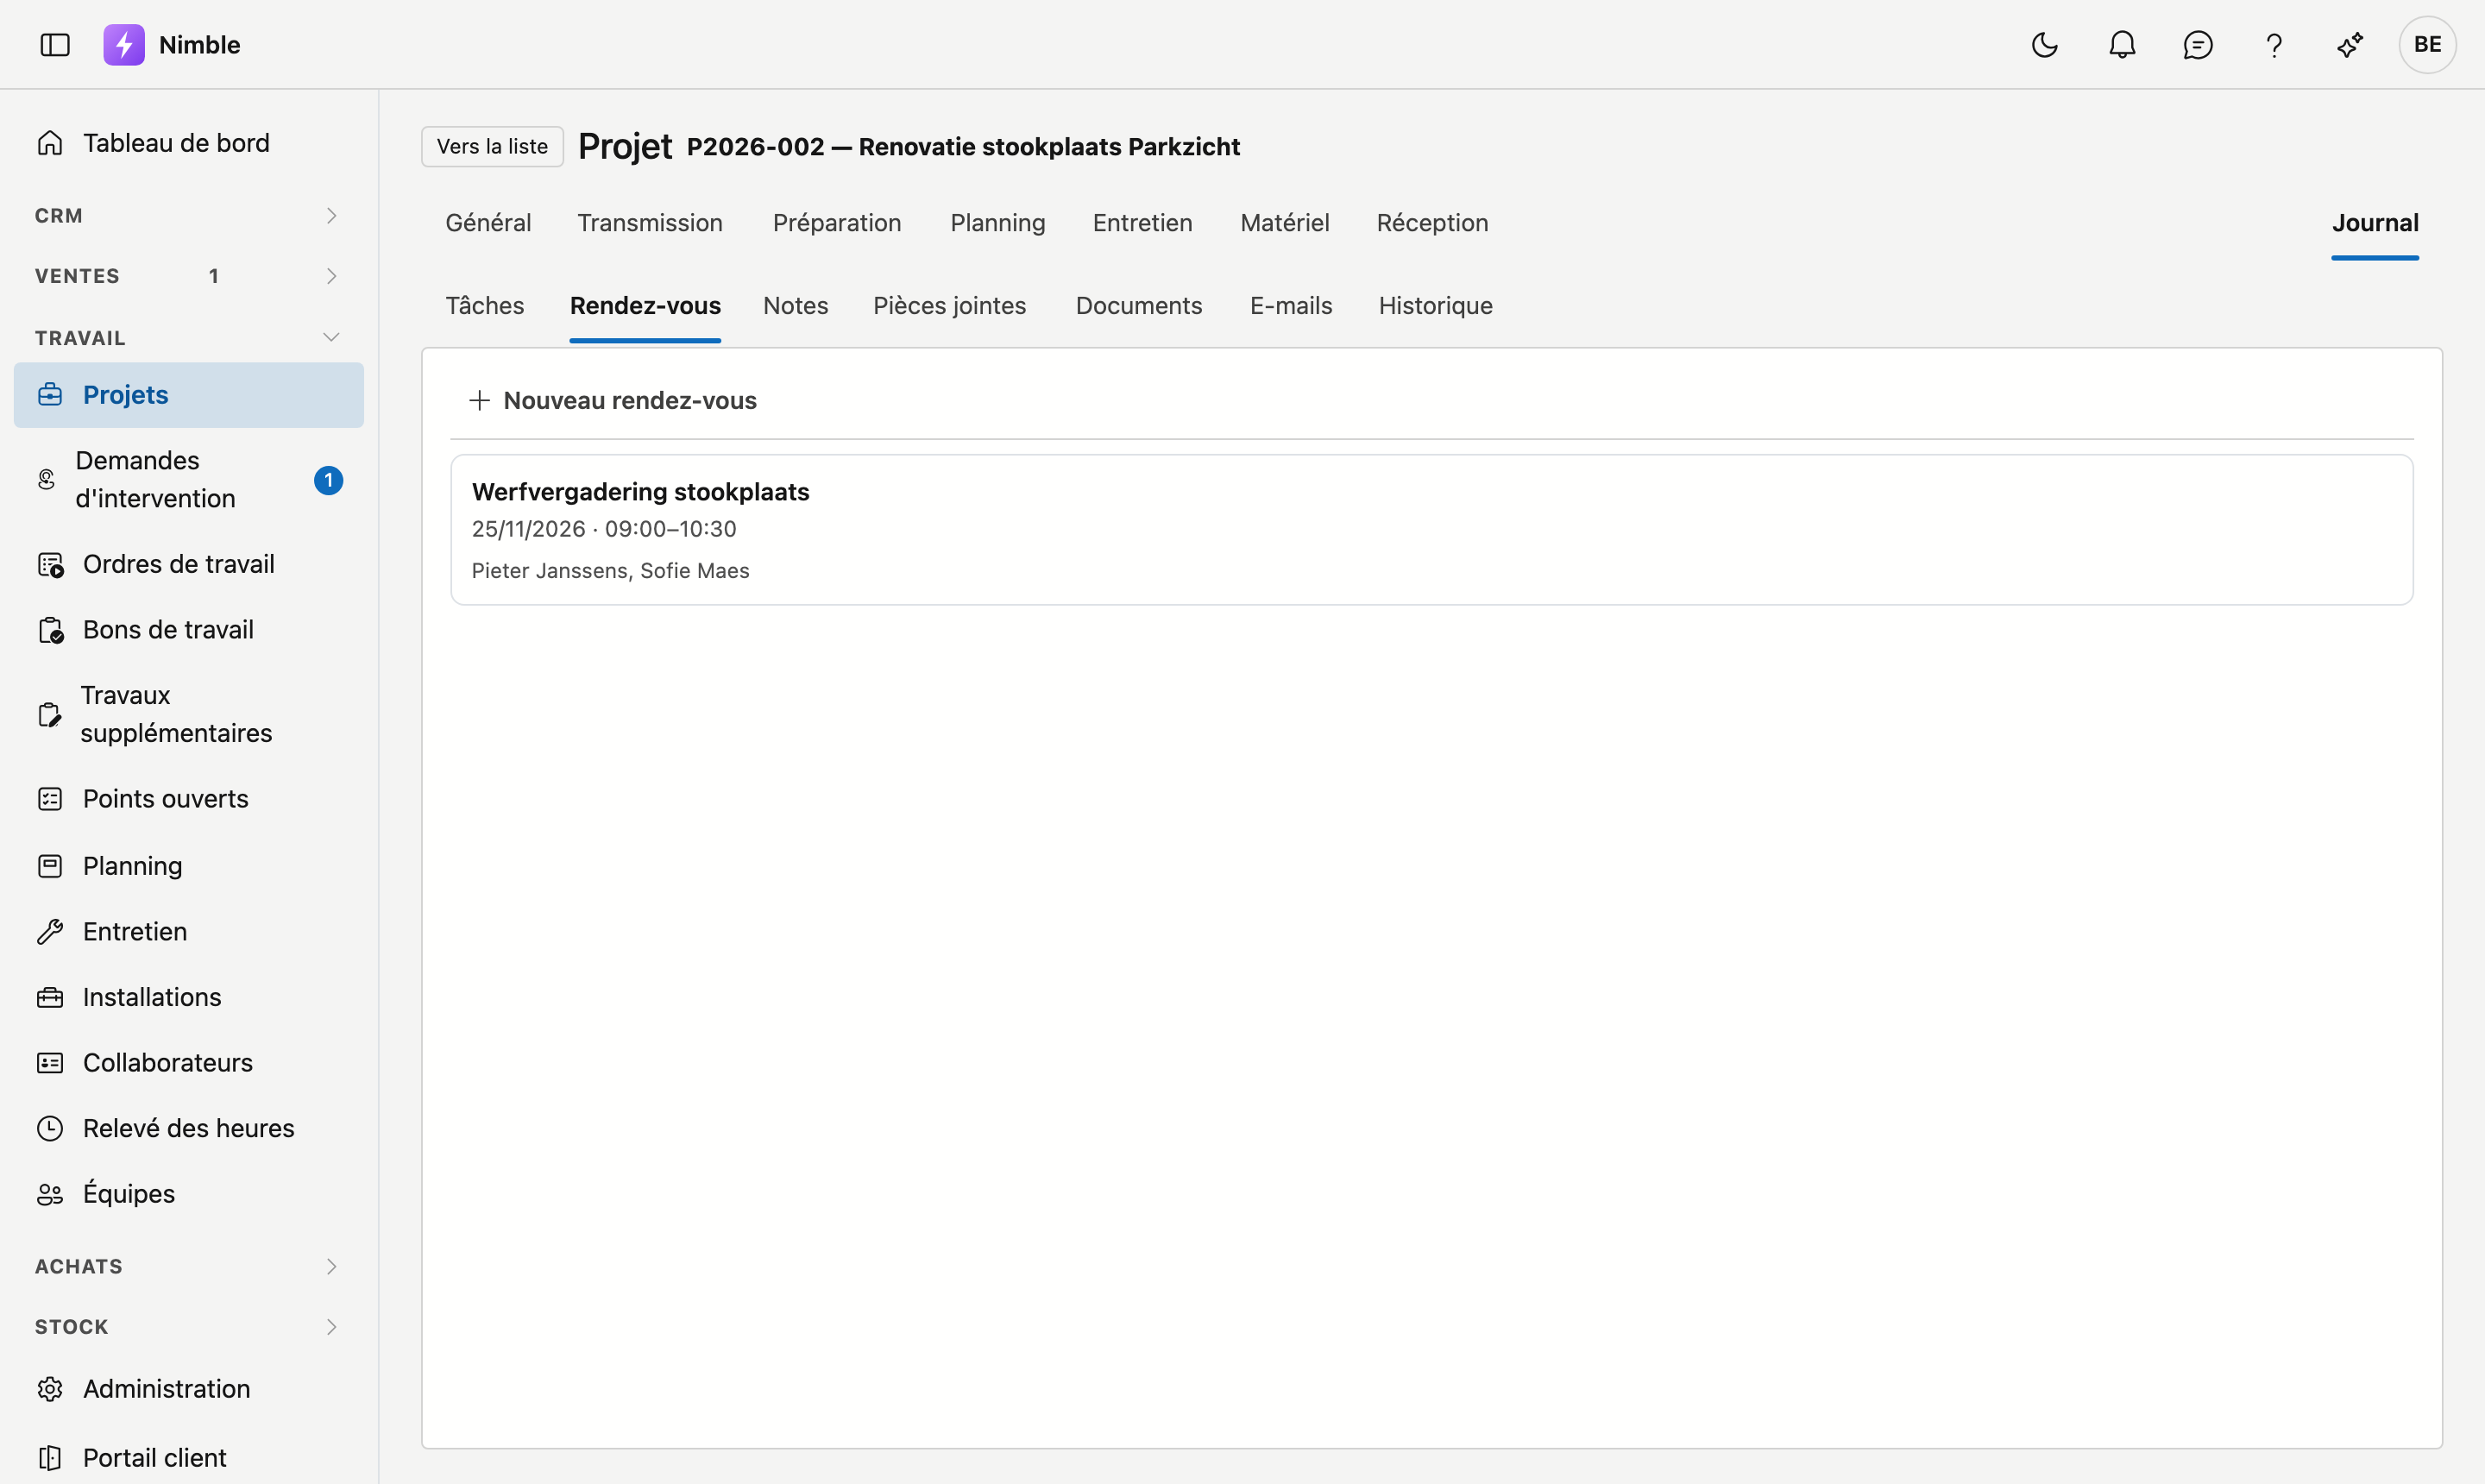 Nimble
BE
Tableau de bord
CRM
VENTES 1
TRAVAIL
Projets
Demandes
d'intervention
1
Ordres de travail
Bons de travail
Travaux
supplémentaires
Points ouverts
Planning
Entretien
Installations
Collaborateurs
Relevé des heures
Équipes
ACHATS
STOCK
Administration
Portail client
Vers la liste Projet P2026-002 — Renovatie stookplaats Parkzicht
Général Transmission Préparation Planning Entretien Matériel Réception Journal
Tâches Rendez-vous Notes Pièces jointes Documents E-mails Historique
Nouveau rendez-vous
Werfvergadering stookplaats
25/11/2026 · 09:00–10:30
Pieter Janssens, Sofie Maes